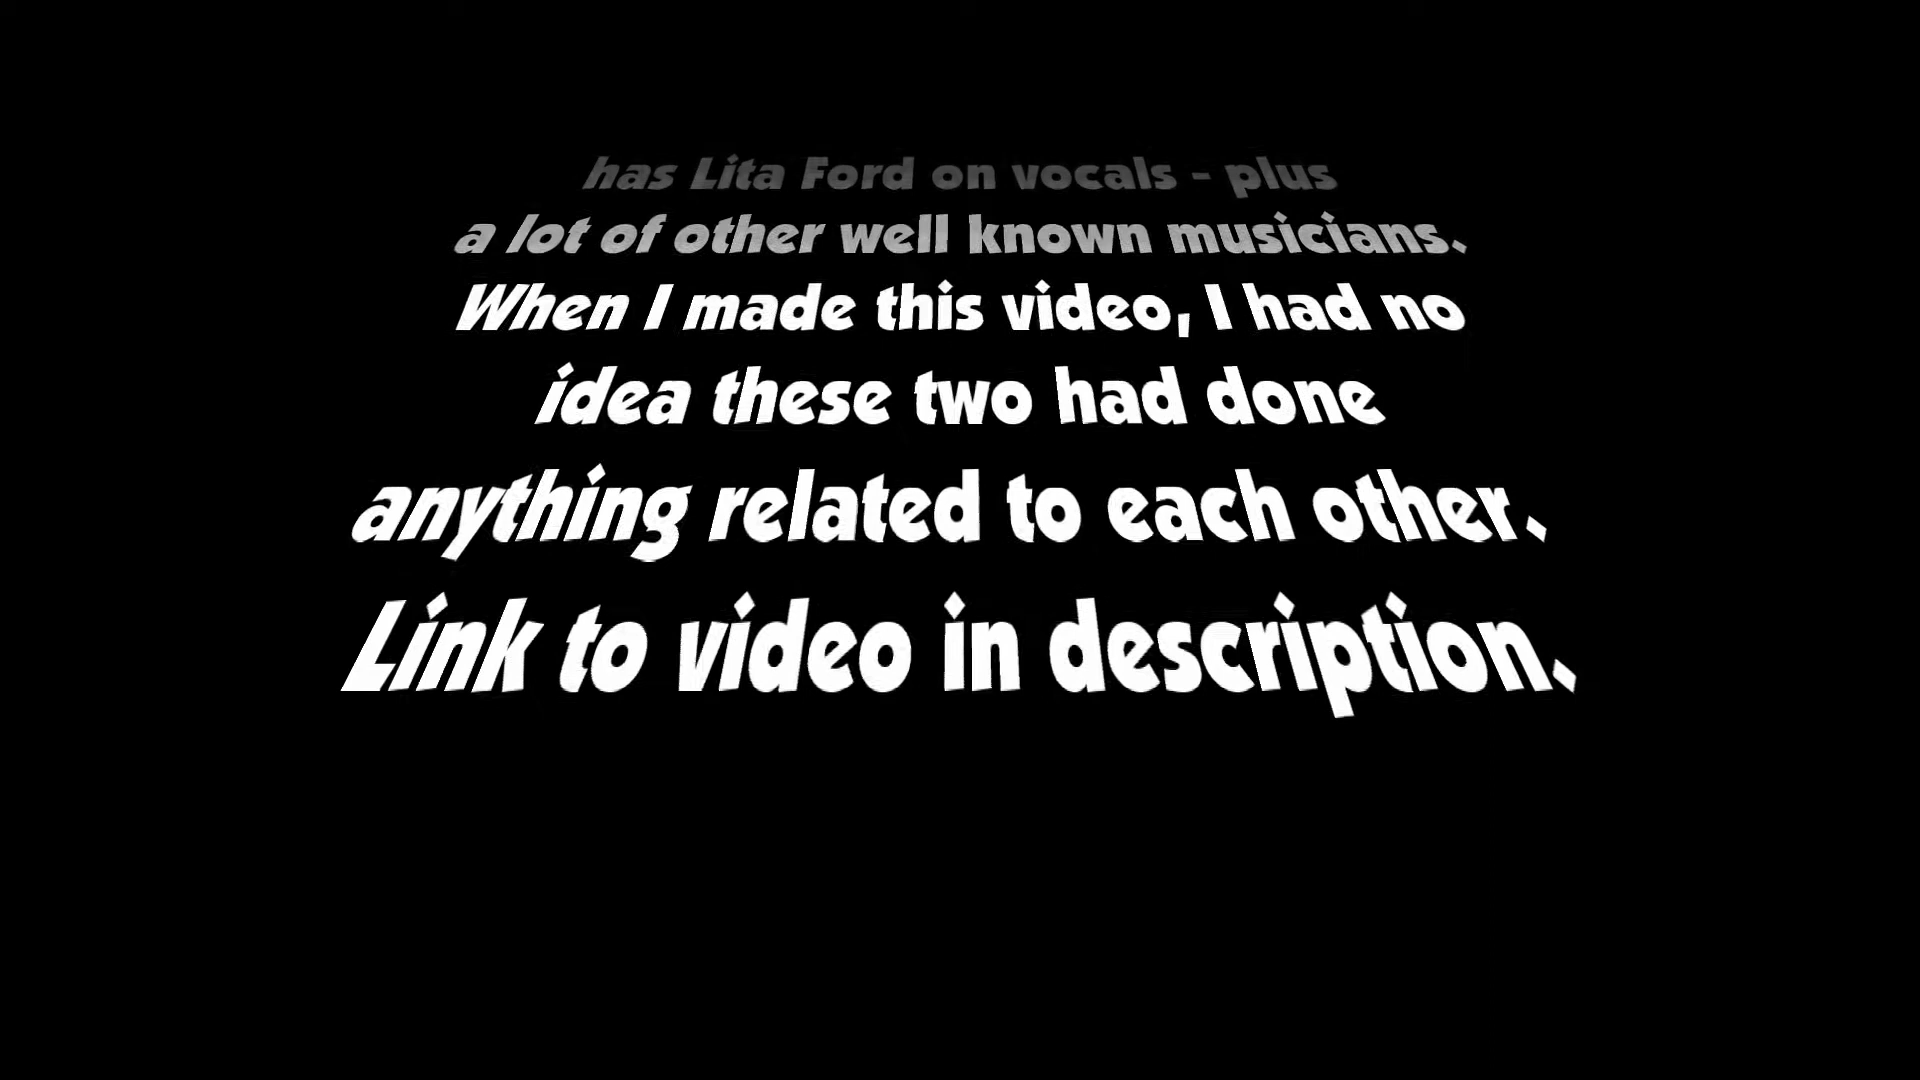 has Lita Ford on vocals - plus
a lot of other well known musicians.
When I made this video, I had no
idea these two had done
anything related to each other.
Link to video in description.